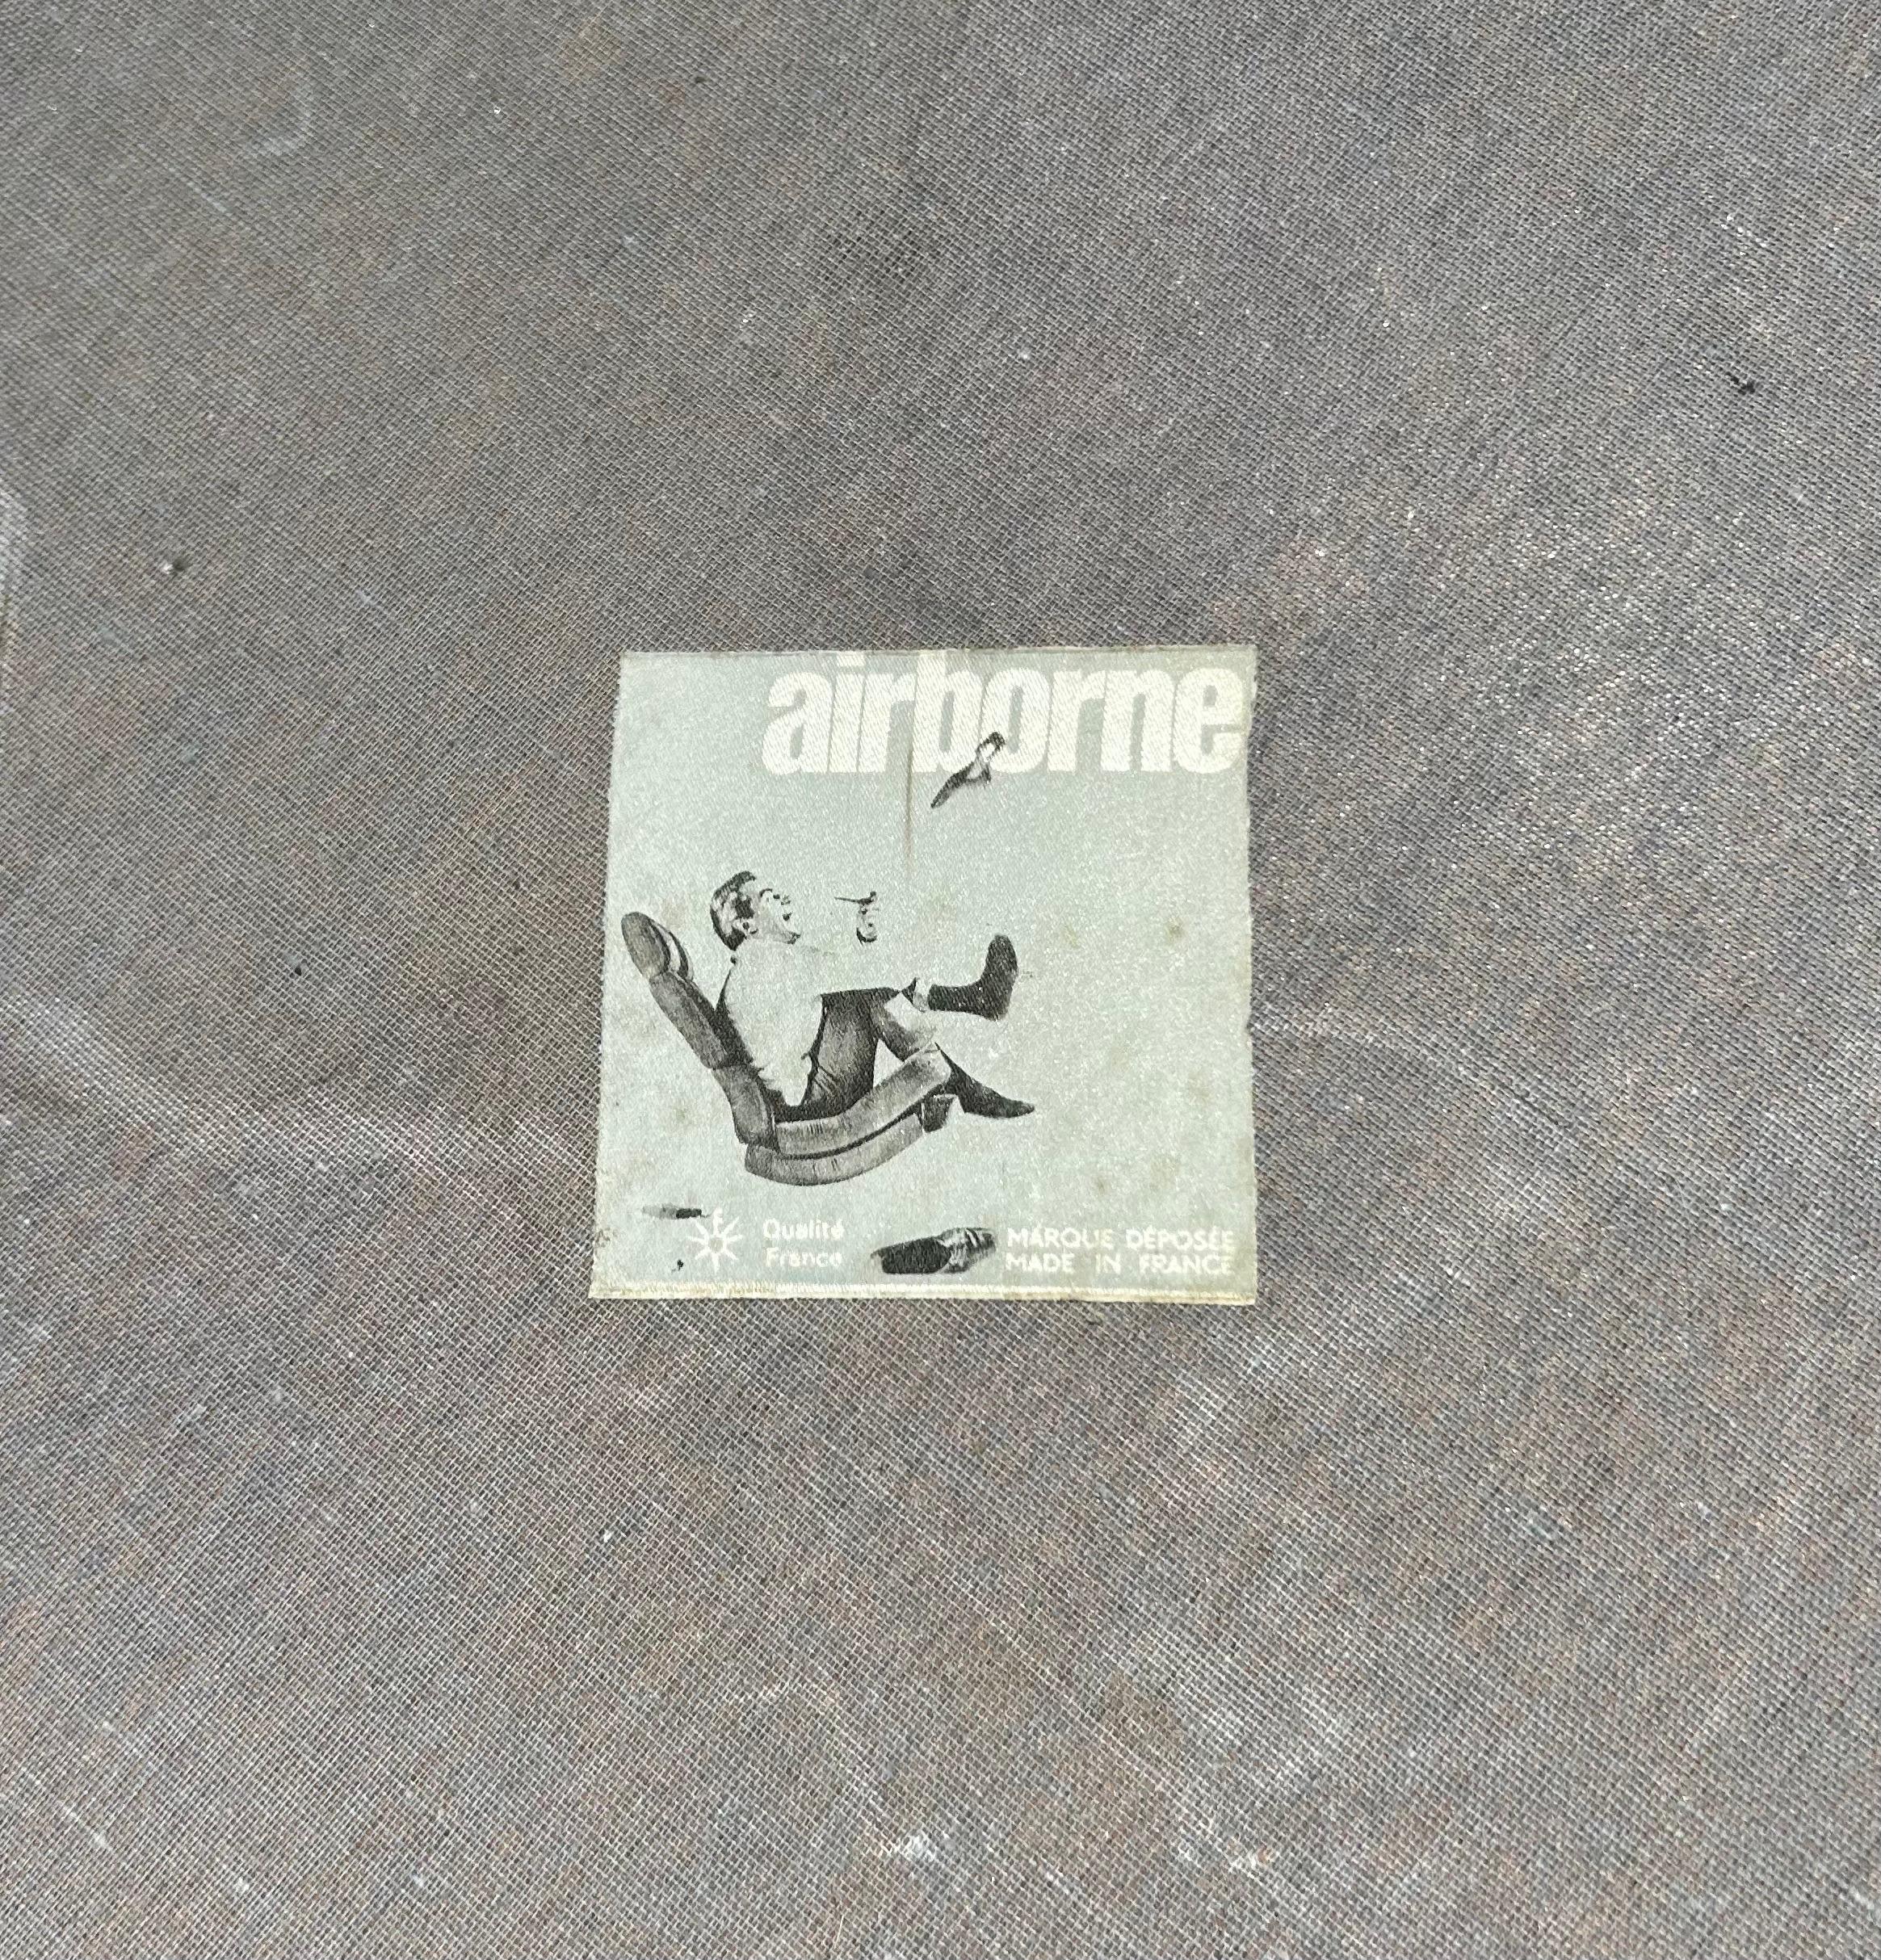 airborne
Qualité
France
MARQUE DÉPOSÉE
MADE IN FRANCE